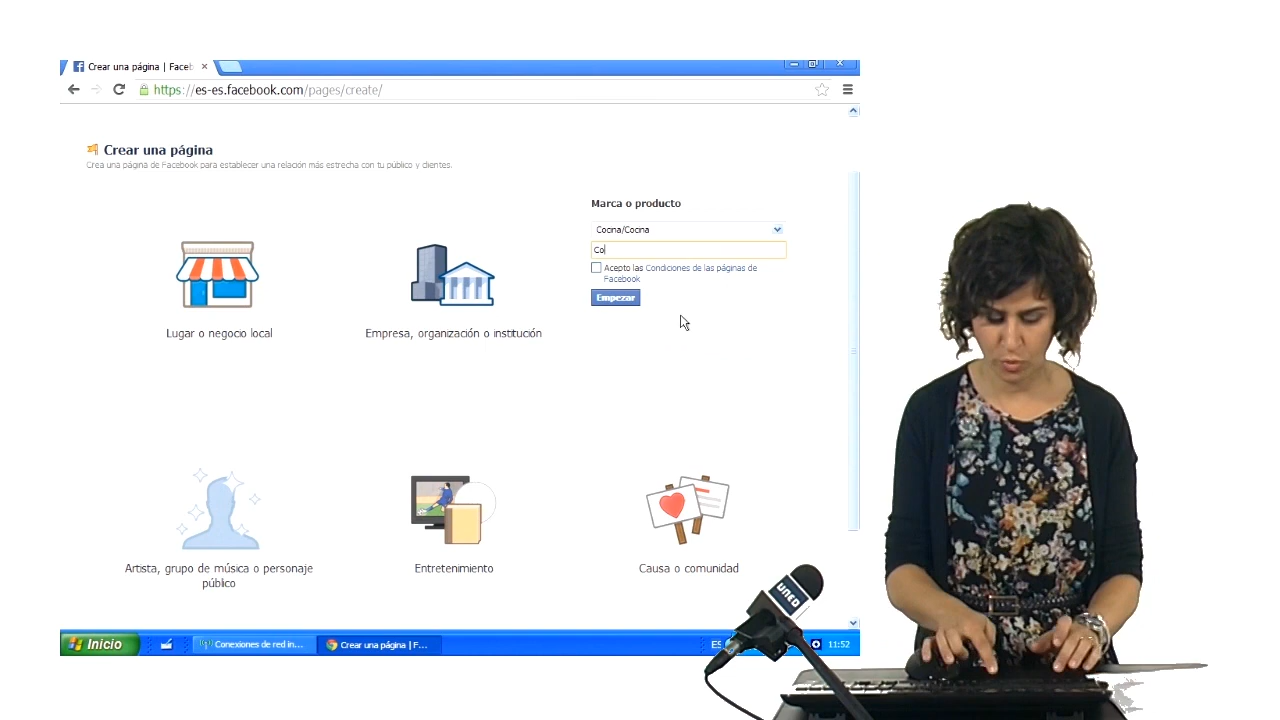 Crear una página | Faceb
https://es-es.facebook.com/pages/create/
Crear una página
Crea una página de Facebook para establecer una relación más estrecha con tu público y clientes.
Marca o producto
Cocina/Cocina
Co
Acepto las Condiciones de las páginas de
Facebook
Empezar
Lugar o negocio local
Empresa, organización o institución
Artista, grupo de música o personaje
público
Entretenimiento
Causa o comunidad
UNED
Inicio
Conexiones de red in...
Crear una página | F...
ES
11:52